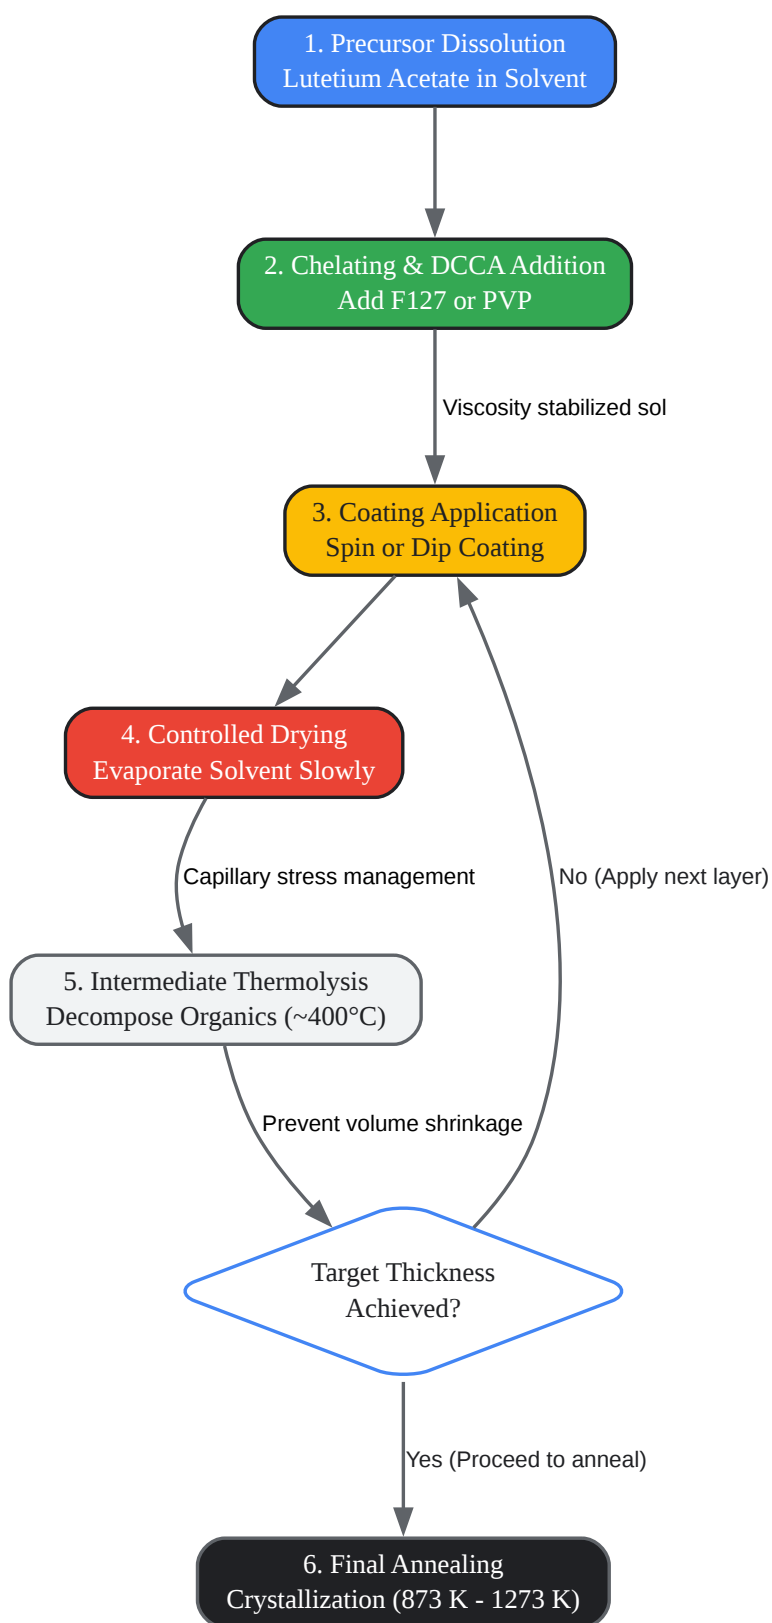 1. Precursor Dissolution
Lutetium Acetate in Solvent
2. Chelating & DCCA Addition
Add F127 or PVP
Viscosity stabilized sol
3. Coating Application
Spin or Dip Coating
4. Controlled Drying
Evaporate Solvent Slowly
Capillary stress management
No (Apply next layer)
5. Intermediate Thermolysis
Decompose Organics (~400°C)
Prevent volume shrinkage
Target Thickness
Achieved?
Yes (Proceed to anneal)
6. Final Annealing
Crystallization (873 K - 1273 K)